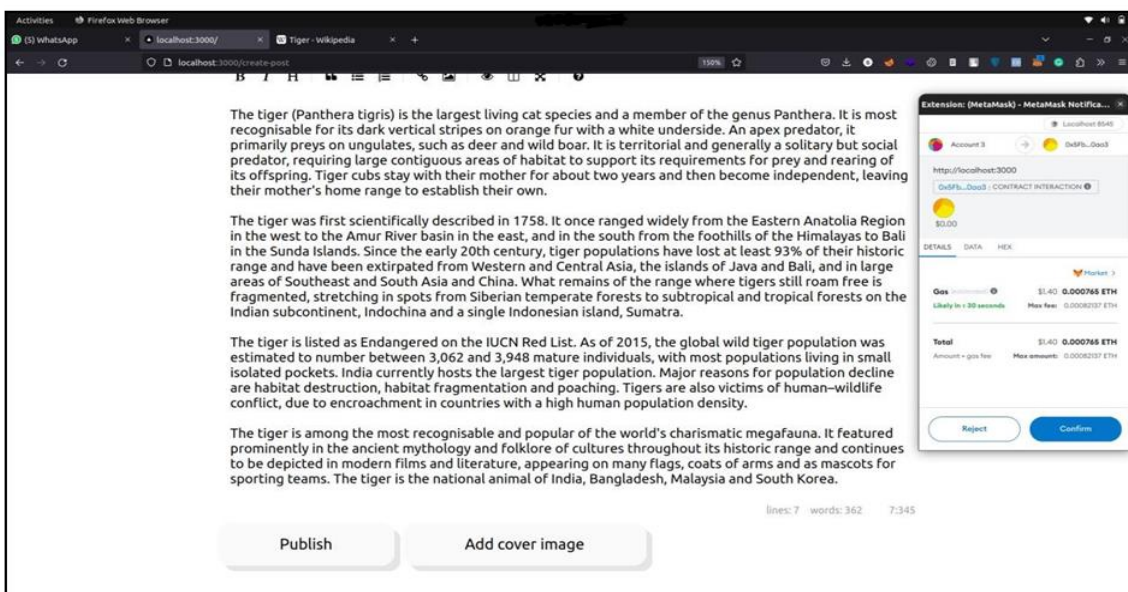 Activities
Firefox Web Browser
(5) WhatsApp
localhost:3000/
Tiger - Wikipedia
localhost:3000/create-post
150%
B I H
The tiger (Panthera tigris) is the largest living cat species and a member of the genus Panthera. It is most
recognisable for its dark vertical stripes on orange fur with a white underside. An apex predator, it
primarily preys on ungulates, such as deer and wild boar. It is territorial and generally a solitary but social
predator, requiring large contiguous areas of habitat to support its requirements for prey and rearing of
its offspring. Tiger cubs stay with their mother for about two years and then become independent, leaving
their mother's home range to establish their own.
The tiger was first scientifically described in 1758. It once ranged widely from the Eastern Anatolia Region
in the west to the Amur River basin in the east, and in the south from the foothills of the Himalayas to Bali
in the Sunda Islands. Since the early 20th century, tiger populations have lost at least 93% of their historic
range and have been extirpated from Western and Central Asia, the islands of Java and Bali, and in large
areas of Southeast and South Asia and China. What remains of the range where tigers still roam free is
fragmented, stretching in spots from Siberian temperate forests to subtropical and tropical forests on the
Indian subcontinent, Indochina and a single Indonesian island, Sumatra.
The tiger is listed as Endangered on the IUCN Red List. As of 2015, the global wild tiger population was
estimated to number between 3,062 and 3,948 mature individuals, with most populations living in small
isolated pockets. India currently hosts the largest tiger population. Major reasons for population decline
are habitat destruction, habitat fragmentation and poaching. Tigers are also victims of human–wildlife
conflict, due to encroachment in countries with a high human population density.
The tiger is among the most recognisable and popular of the world's charismatic megafauna. It featured
prominently in the ancient mythology and folklore of cultures throughout its historic range and continues
to be depicted in modern films and literature, appearing on many flags, coats of arms and as mascots for
sporting teams. The tiger is the national animal of India, Bangladesh, Malaysia and South Korea.
lines: 7 words: 362 7:345
Publish
Add cover image
Extension: (MetaMask) - MetaMask Notifica...
Localhost 8545
Account 3
0x5Fb...0aa3
http://localhost:3000
0x5Fb...0aa3 : CONTRACT INTERACTION
$0.00
DETAILS DATA HEX
Market >
Gas $1.40 0.000765 ETH
Likely in < 30 seconds Max fee: 0.00082137 ETH
Total $1.40 0.000765 ETH
Amount + gas fee Max amount: 0.00082137 ETH
Reject
Confirm